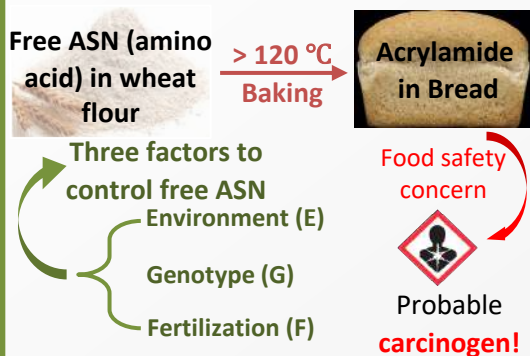 Free ASN (amino
acid) in wheat
flour
> 120 ℃
Baking
Acrylamide
in Bread
Three factors to
control free ASN
Environment (E)
Genotype (G)
Fertilization (F)
Food safety
concern
Probable
carcinogen!